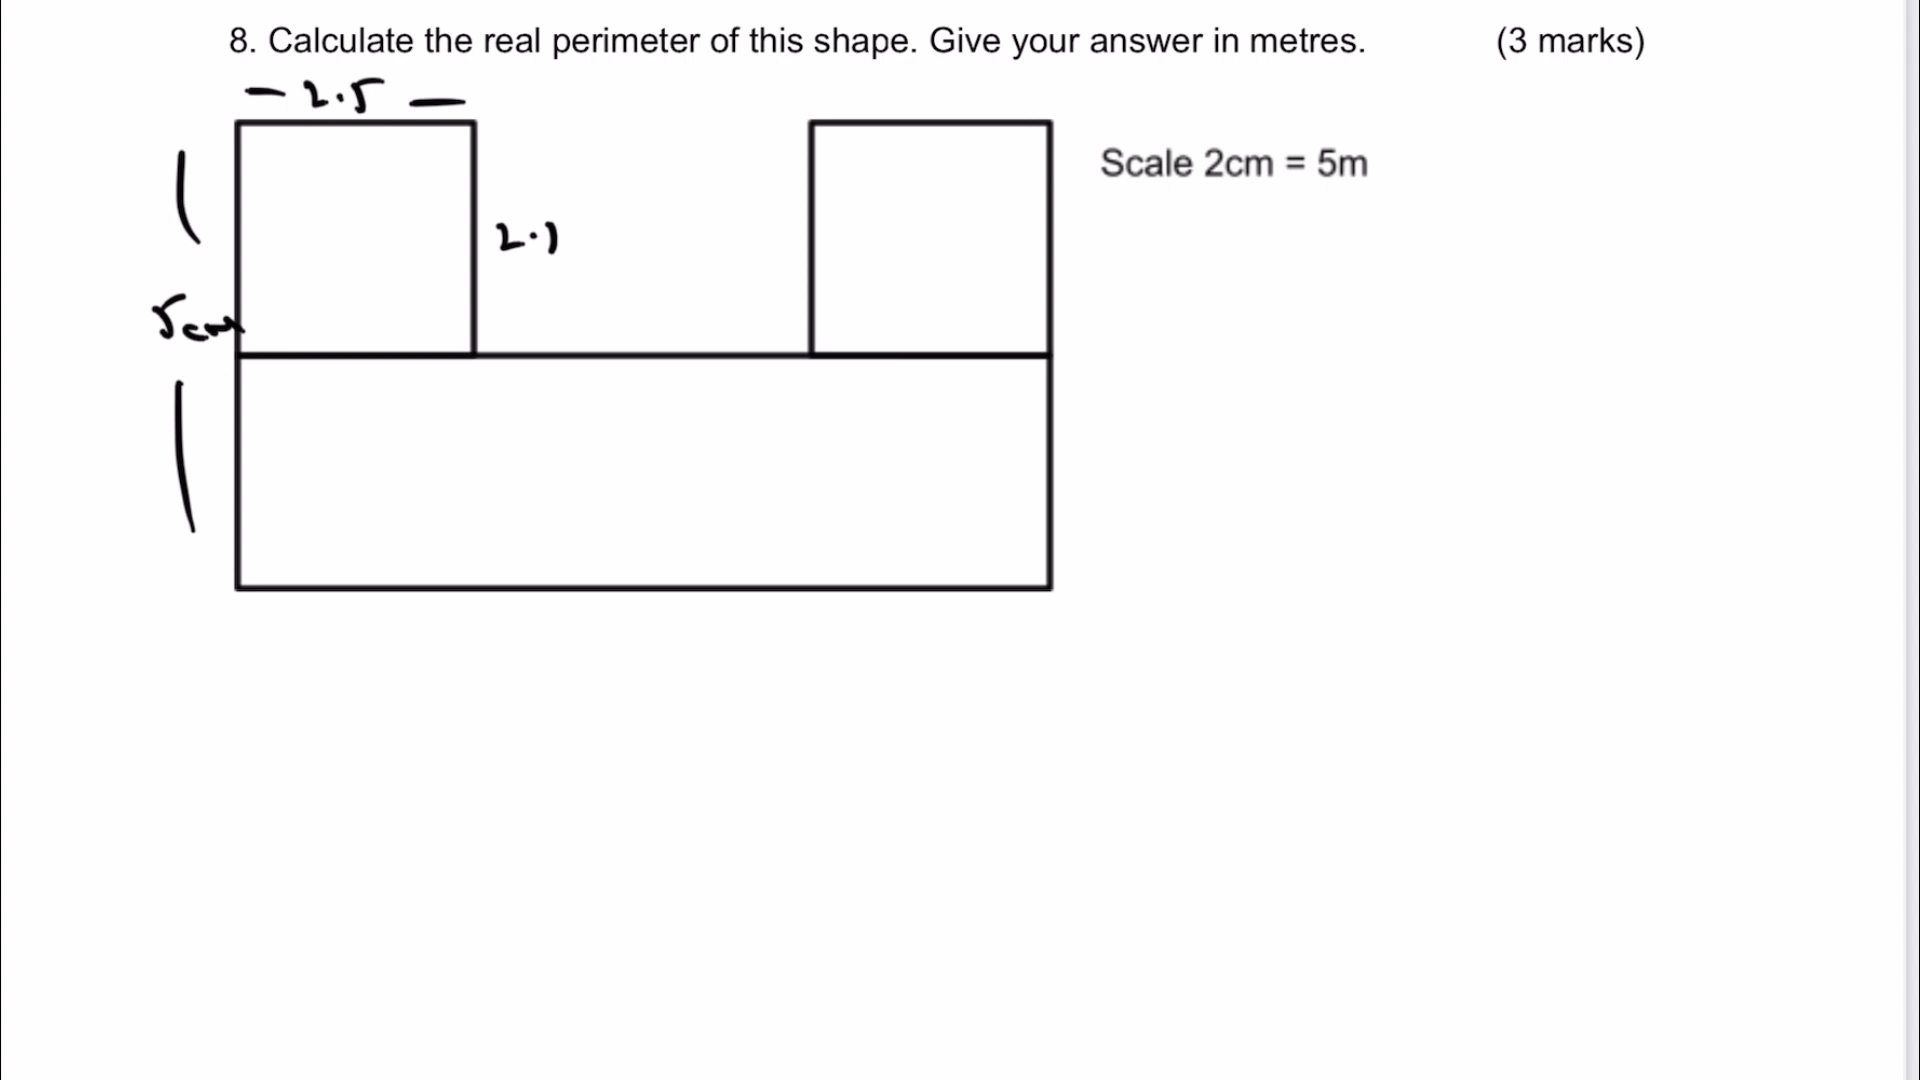 8. Calculate the real perimeter of this shape. Give your answer in metres. (3 marks)
2.5
Scale 2cm = 5m
2.1
5cm